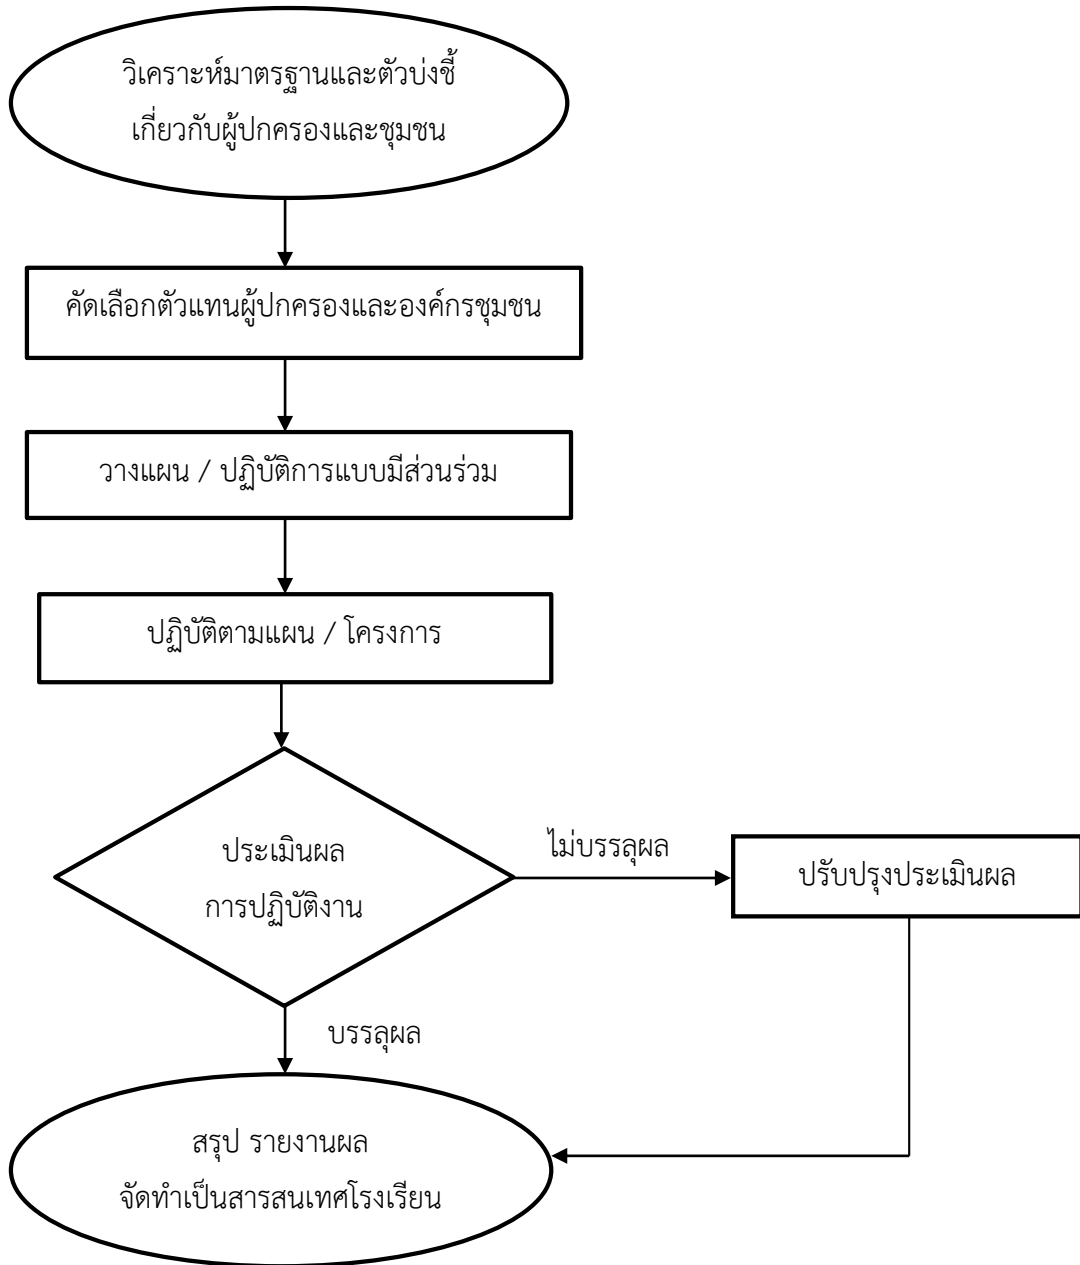 วิเคราะห์มาตรฐานและตัวบ่งชี้
เกี่ยวกับผู้ปกครองและชุมชน
คัดเลือกตัวแทนผู้ปกครองและองค์กรชุมชน
วางแผน / ปฏิบัติการแบบมีส่วนร่วม
ปฏิบัติตามแผน / โครงการ
ประเมินผล
การปฏิบัติงาน
ไม่บรรลุผล
ปรับปรุงประเมินผล
บรรลุผล
สรุป รายงานผล
จัดทำเป็นสารสนเทศโรงเรียน